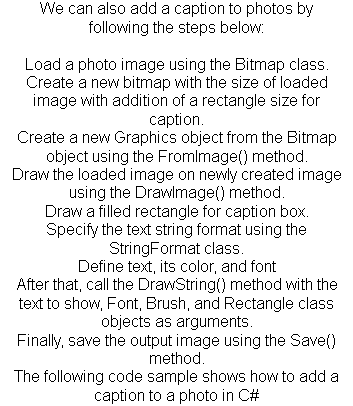 We can also add a caption to photos by
following the steps below:
Load a photo image using the Bitmap class.
Create a new bitmap with the size of loaded
image with addition of a rectangle size for
caption.
Create a new Graphics object from the Bitmap
object using the FromImage() method.
Draw the loaded image on newly created image
using the DrawImage() method.
Draw a filled rectangle for caption box.
Specify the text string format using the
StringFormat class.
Define text, its color, and font
After that, call the DrawString() method with the
text to show, Font, Brush, and Rectangle class
objects as arguments.
Finally, save the output image using the Save()
method.
The following code sample shows how to add a
caption to a photo in C#